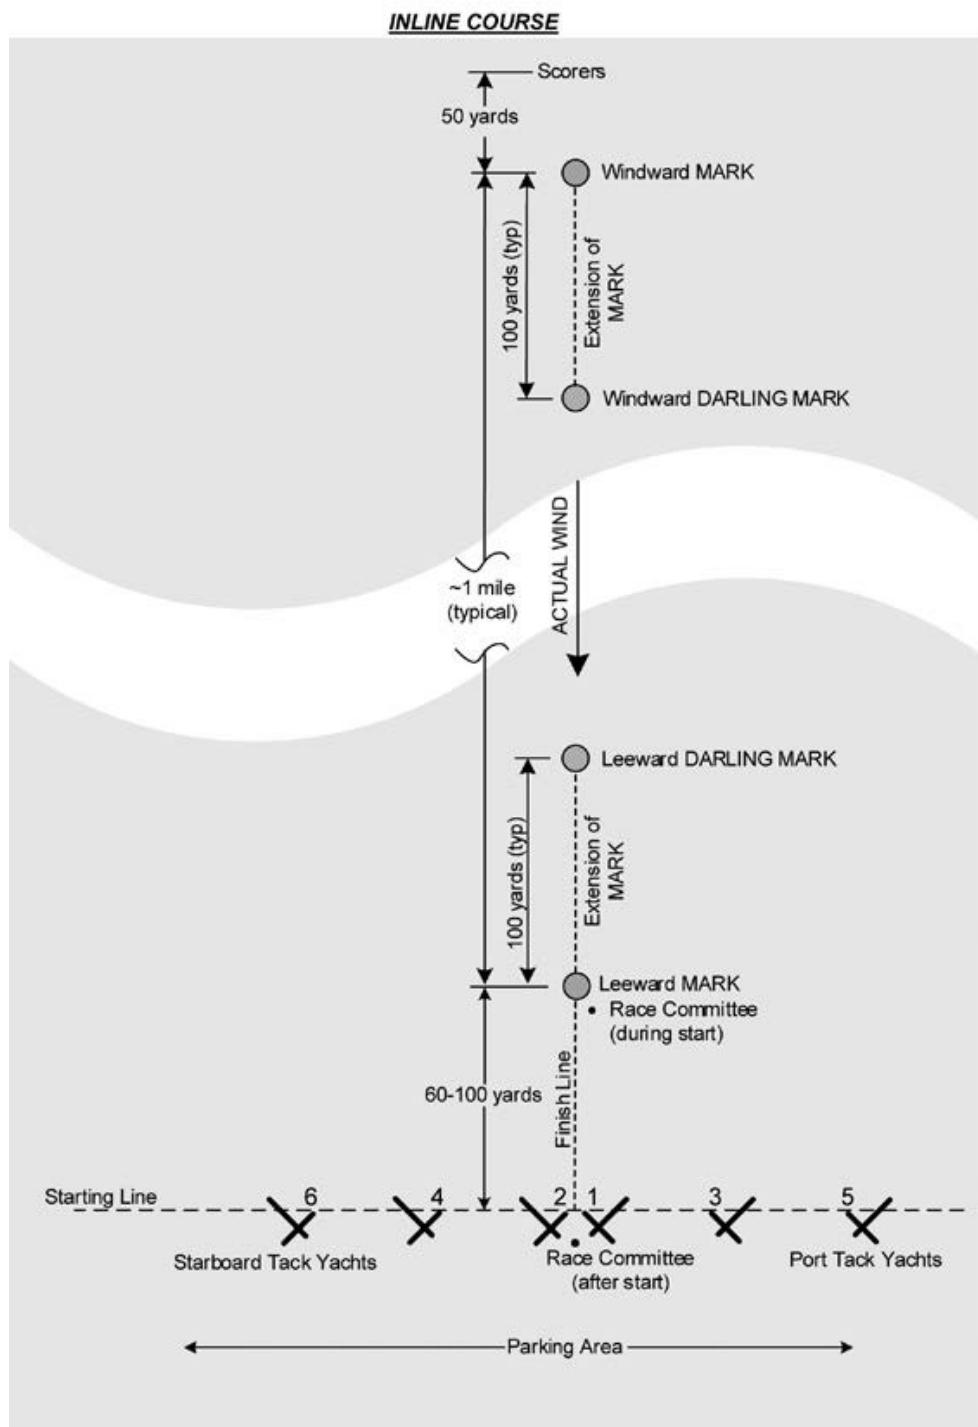 INLINE COURSE
Scorers
50 yards
Windward MARK
100 yards (typ)
Extension of
MARK
Windward DARLING MARK
ACTUAL WIND
~1 mile
(typical)
Leeward DARLING MARK
100 yards (typ)
Extension of
MARK
Leeward MARK
• Race Committee
(during start)
60-100 yards
Finish Line
Starting Line
6 4 2 1 3 5
Starboard Tack Yachts
Race Committee
(after start)
Port Tack Yachts
Parking Area